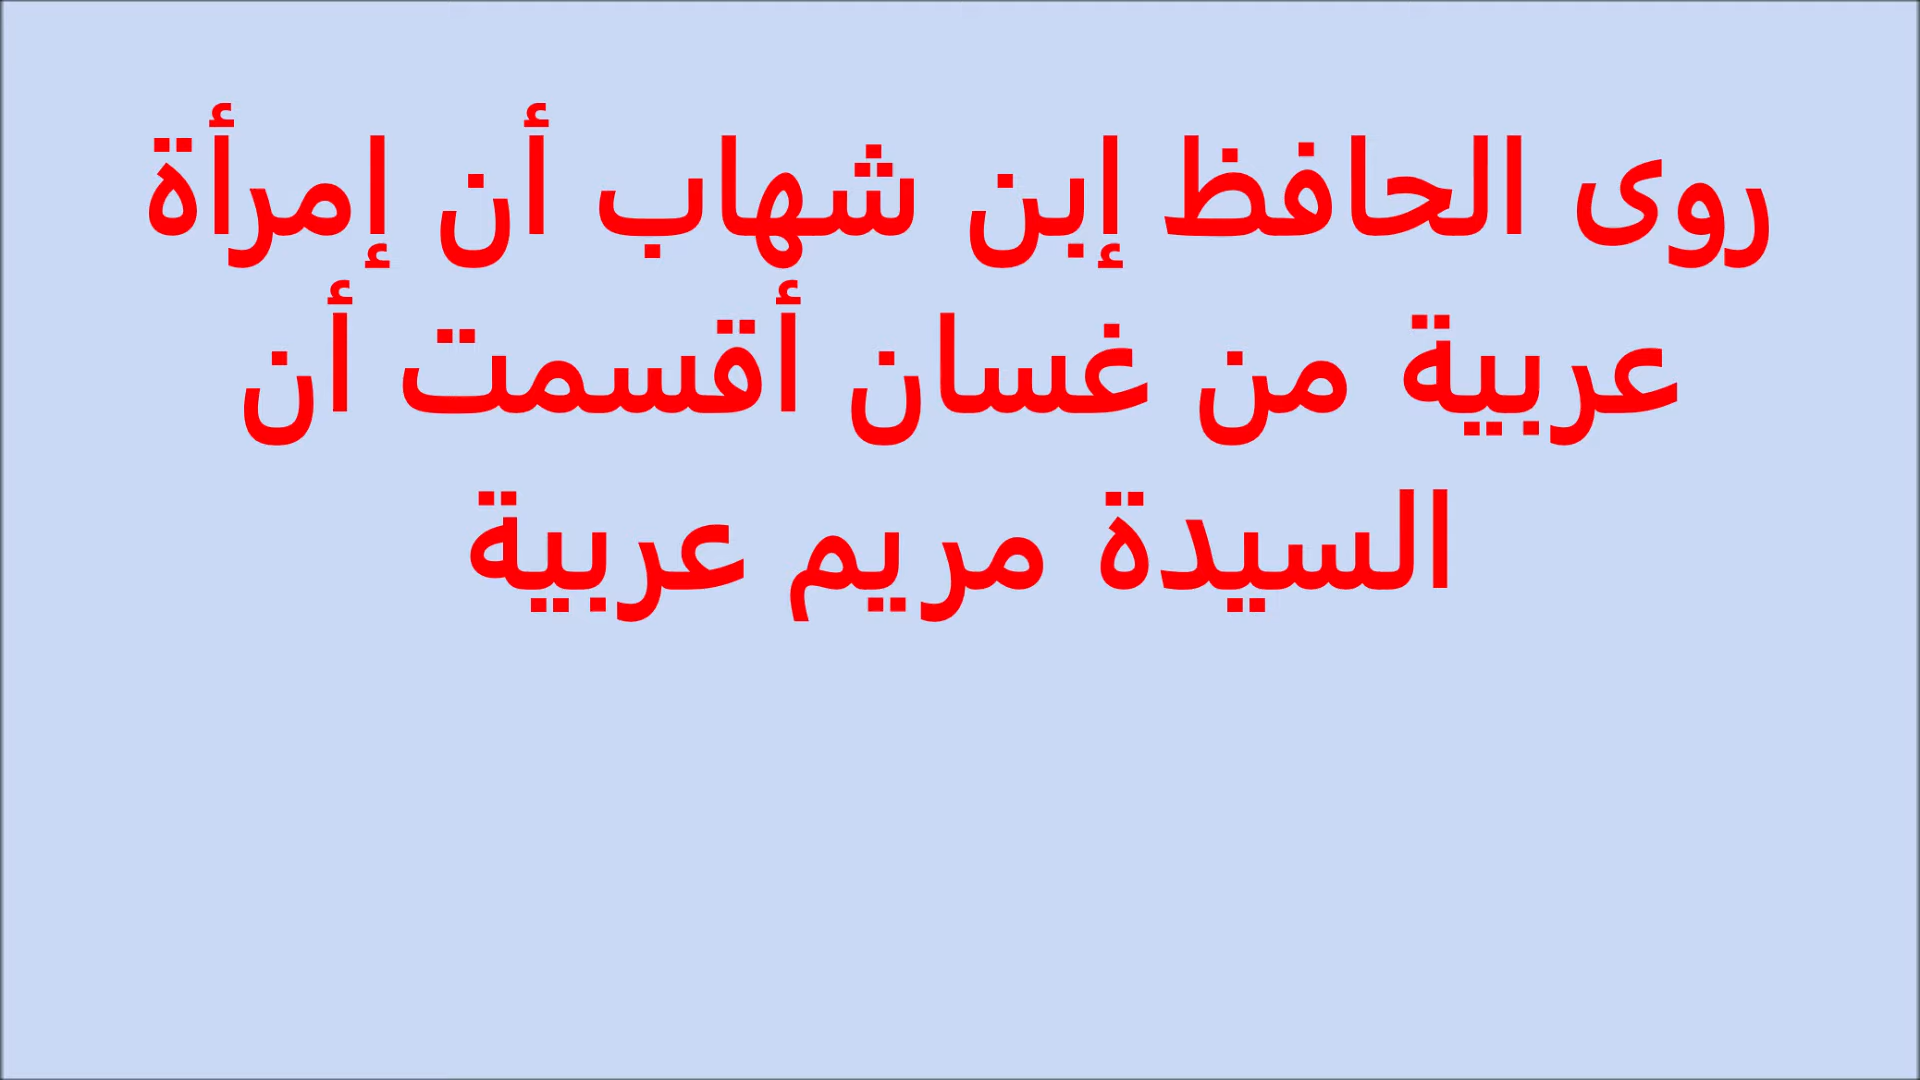 روى الحافظ إبن شهاب أن إمرأة
عربية من غسان أقسمت أن
السيدة مريم عربية